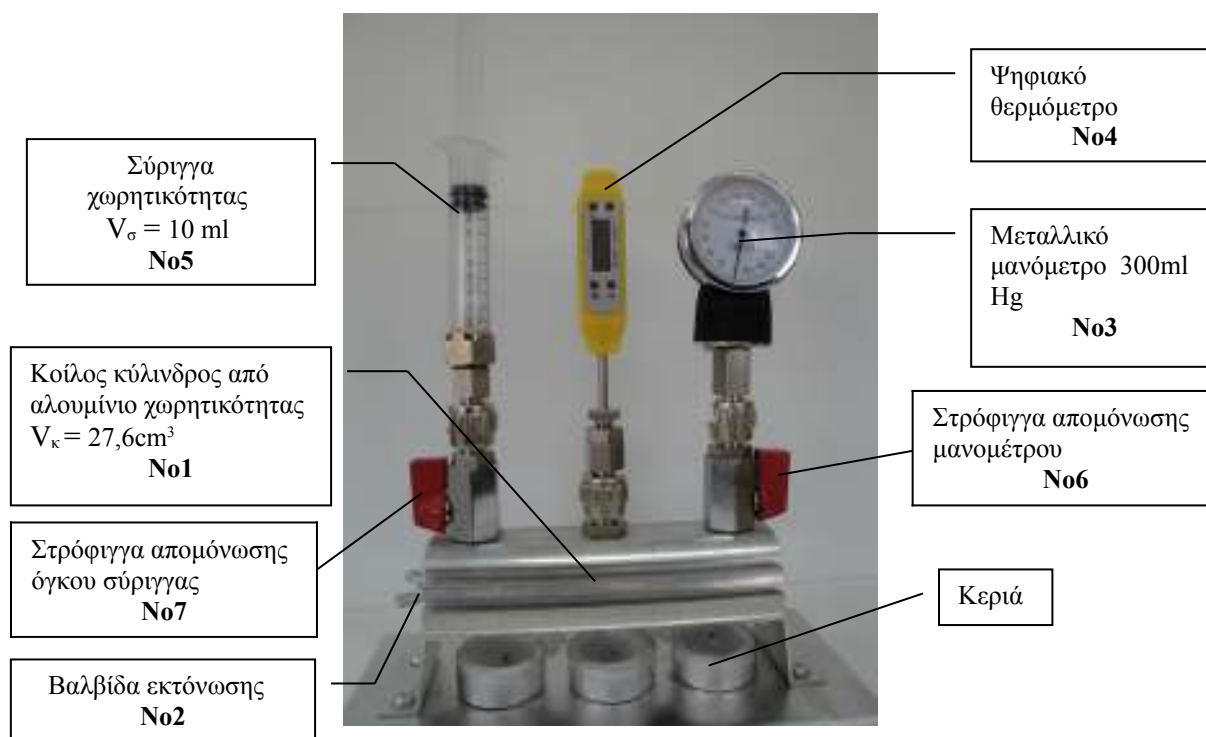 Σύριγγα
χωρητικότητας
Vσ = 10 ml
No5
Κοίλος κύλινδρος από
αλουμίνιο χωρητικότητας
Vκ = 27,6cm³
No1
Στρόφιγγα απομόνωσης
όγκου σύριγγας
No7
Βαλβίδα εκτόνωσης
No2
Ψηφιακό
θερμόμετρο
No4
Μεταλλικό
μανόμετρο 300ml
Hg
No3
Στρόφιγγα απομόνωσης
μανομέτρου
No6
Κεριά